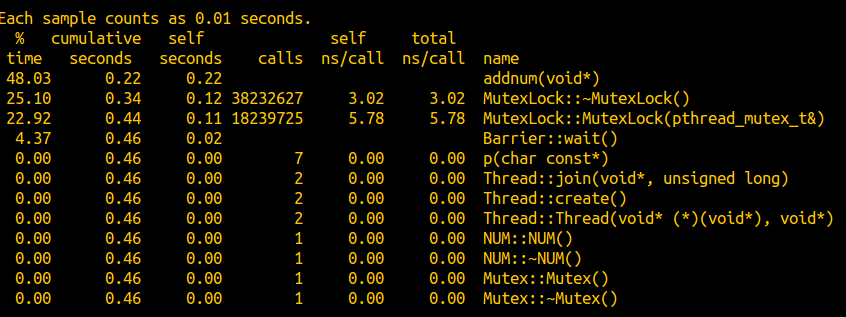 Each sample counts as 0.01 seconds.
% cumulative self self total
time seconds seconds calls ns/call ns/call name
48.03 0.22 0.22 addnum(void*)
25.10 0.34 0.12 38232627 3.02 3.02 MutexLock::~MutexLock()
22.92 0.44 0.11 18239725 5.78 5.78 MutexLock::MutexLock(pthread_mutex_t&)
4.37 0.46 0.02 Barrier::wait()
0.00 0.46 0.00 7 0.00 0.00 p(char const*)
0.00 0.46 0.00 2 0.00 0.00 Thread::join(void*, unsigned long)
0.00 0.46 0.00 2 0.00 0.00 Thread::create()
0.00 0.46 0.00 2 0.00 0.00 Thread::Thread(void* (*)(void*), void*)
0.00 0.46 0.00 1 0.00 0.00 NUM::NUM()
0.00 0.46 0.00 1 0.00 0.00 NUM::~NUM()
0.00 0.46 0.00 1 0.00 0.00 Mutex::Mutex()
0.00 0.46 0.00 1 0.00 0.00 Mutex::~Mutex()